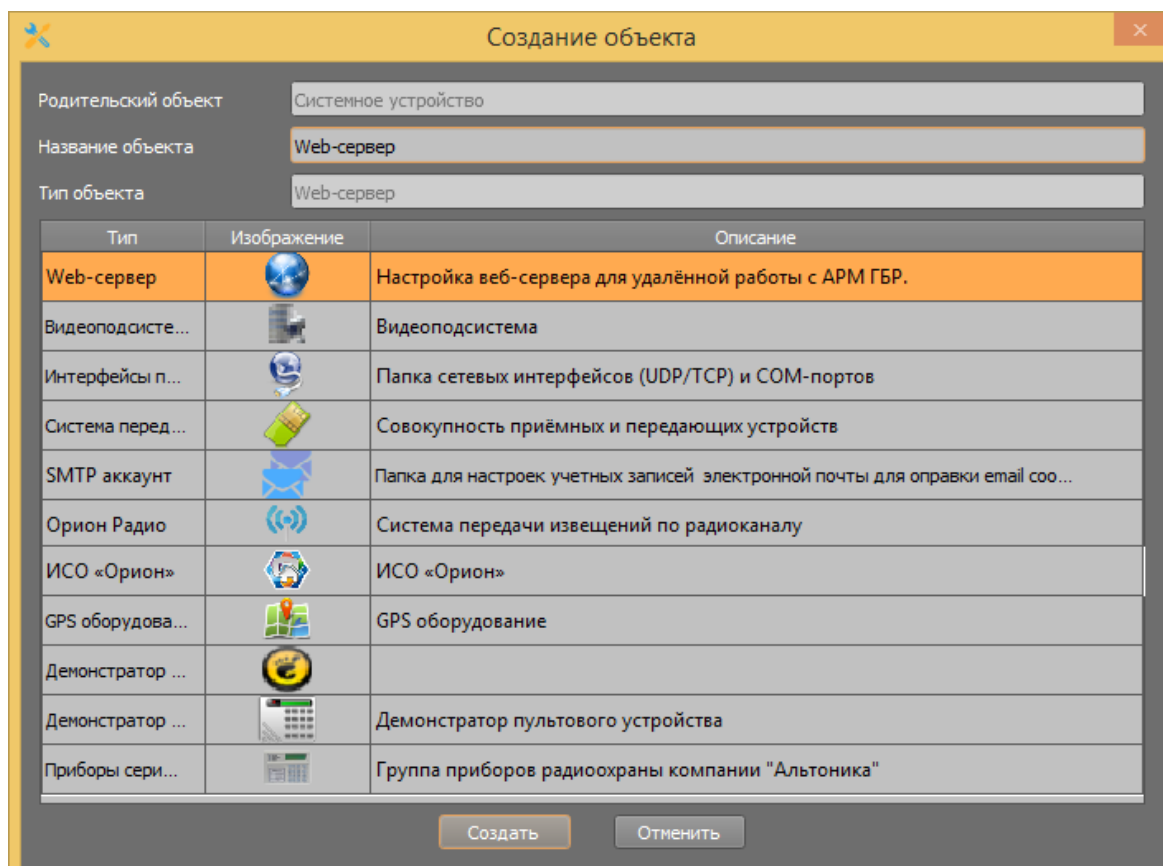 Создание объекта
Родительский объект Системное устройство
Название объекта Web-сервер
Тип объекта Web-сервер
Тип Изображение Описание
Web-сервер Настройка веб-сервера для удалённой работы с АРМ ГБР.
Видеоподсисте... Видеоподсистема
Интерфейсы п... Папка сетевых интерфейсов (UDP/TCP) и COM-портов
Система перед... Совокупность приёмных и передающих устройств
SMTP аккаунт Папка для настроек учетных записей электронной почты для оправки email соо...
Орион Радио Система передачи извещений по радиоканалу
ИСО «Орион» ИСО «Орион»
GPS оборудова... GPS оборудование
Демонстратор ...
Демонстратор ... Демонстратор пультового устройства
Приборы сери... Группа приборов радиоохраны компании "Альтоника"
Создать Отменить